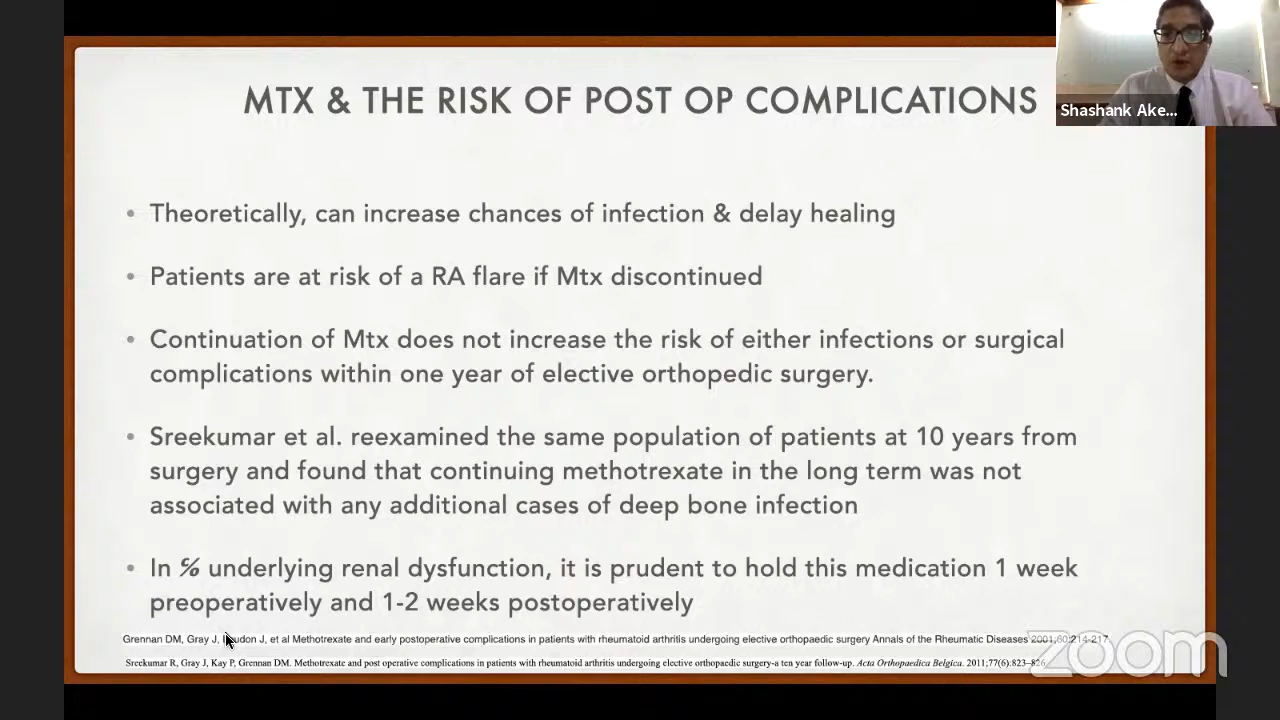 MTX & THE RISK OF POST OP COMPLICATIONS
Shashank Ake...
• Theoretically, can increase chances of infection & delay healing
• Patients are at risk of a RA flare if Mtx discontinued
• Continuation of Mtx does not increase the risk of either infections or surgical
complications within one year of elective orthopedic surgery.
• Sreekumar et al. reexamined the same population of patients at 10 years from
surgery and found that continuing methotrexate in the long term was not
associated with any additional cases of deep bone infection
• In % underlying renal dysfunction, it is prudent to hold this medication 1 week
preoperatively and 1-2 weeks postoperatively
Grennan DM, Gray J, J, et al Methotrexate and early postoperative complications in patients with rheumatoid arthritis undergoing elective orthopaedic surgery Annals of the Rheumatic Diseases 2001;60:214-217.
Sreekumar R, Gray J, Kay P, Grennan DM. Methotrexate and post operative complications in patients with rheumatoid arthritis undergoing elective orthopaedic surgery-a ten year follow-up. Acta Orthopaedica Belgica. 2011;77(6):823–826
zoom